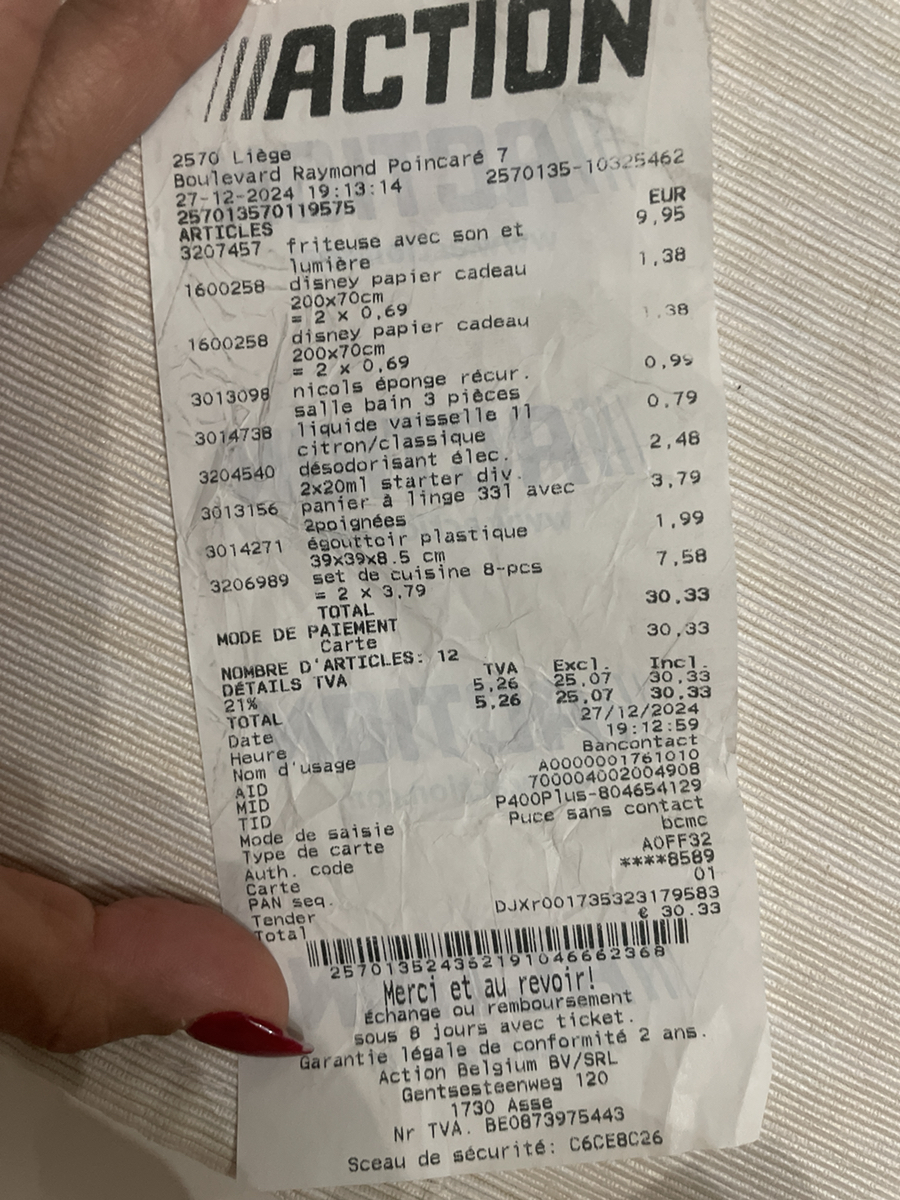 ACTION
2570 Liège
Boulevard Raymond Poincaré 7
27-12-2024 19:13:14 2570135-10325462
257013570119575 EUR
ARTICLES
3207457 friteuse avec son et 9,95
lumière
1600258 disney papier cadeau 1,38
200x70cm
= 2 x 0,69
1600258 disney papier cadeau 1,38
200x70cm
= 2 x 0,69
3013098 nicols éponge récur. 0,99
salle bain 3 pièces
3014738 liquide vaisselle 1l 0,79
citron/classique
3204540 désodorisant élec. 2,48
2x20ml starter div.
3013156 panier à linge 33l avec 3,79
2poignées
3014271 égouttoir plastique 1,99
39x39x8.5 cm
3206989 set de cuisine 8-pcs 7,58
= 2 x 3,79
TOTAL 30,33
MODE DE PAIEMENT
Carte 30,33
NOMBRE D'ARTICLES: 12
DÉTAILS TVA TVA Excl. Incl.
21% 5,26 25,07 30,33
TOTAL 5,26 25,07 30,33
Date 27/12/2024
Heure 19:12:59
Nom d'usage Bancontact
AID A0000001761010
MID 700004002004908
TID P400Plus-804654129
Mode de saisie Puce sans contact
Type de carte bcmc
Auth. code A0FF32
Carte ****8589
PAN seq. 01
Tender DJXr001735323179583
Total € 30.33
2570135243621910466623​68
Merci et au revoir!
Échange ou remboursement
sous 8 jours avec ticket.
Garantie légale de conformité 2 ans.
Action Belgium BV/SRL
Gentsesteenweg 120
1730 Asse
Nr TVA. BE0873975443
Sceau de sécurité: C6CE8C26